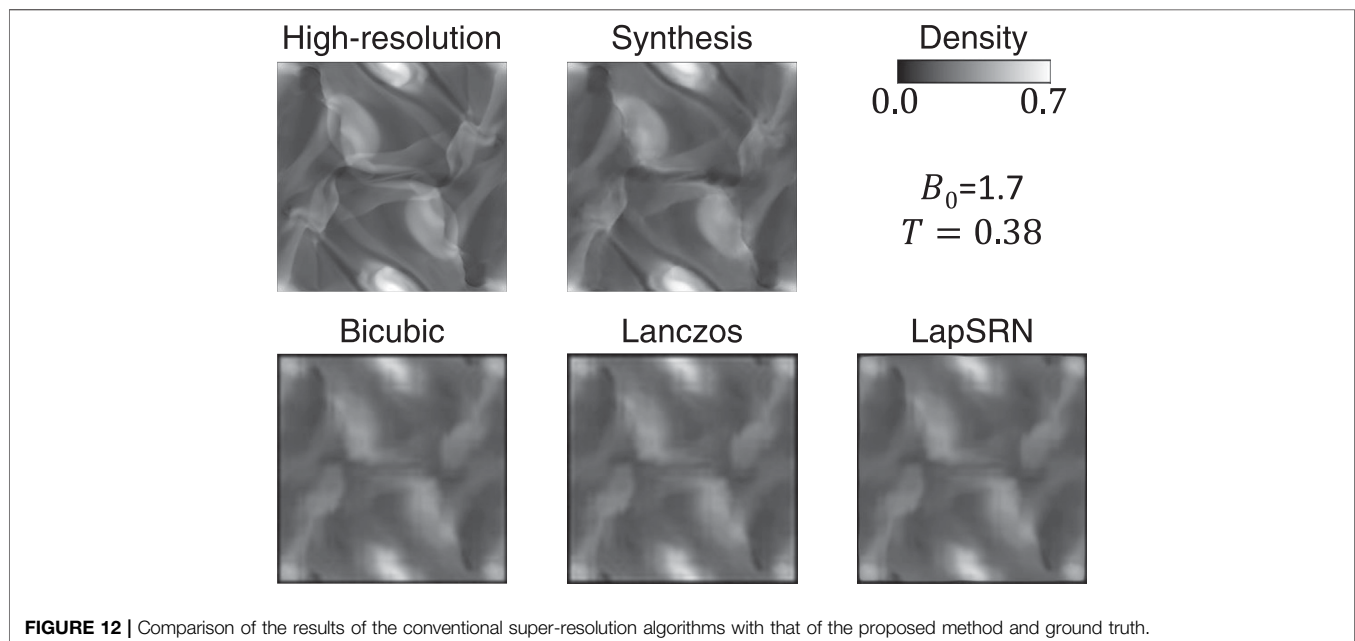 High-resolution Synthesis Density
0.0 0.7
B₀=1.7
T = 0.38
Bicubic Lanczos LapSRN
FIGURE 12 | Comparison of the results of the conventional super-resolution algorithms with that of the proposed method and ground truth.